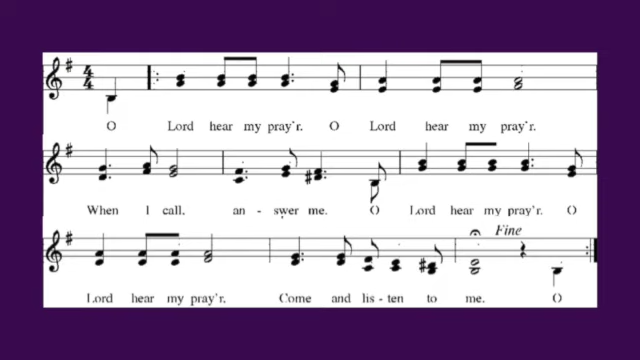 O Lord hear my pray'r. O Lord hear my pray'r.
When I call, an - swer me. O Lord hear my pray'r. O
Fine
Lord hear my pray'r. Come and lis - ten to me. O